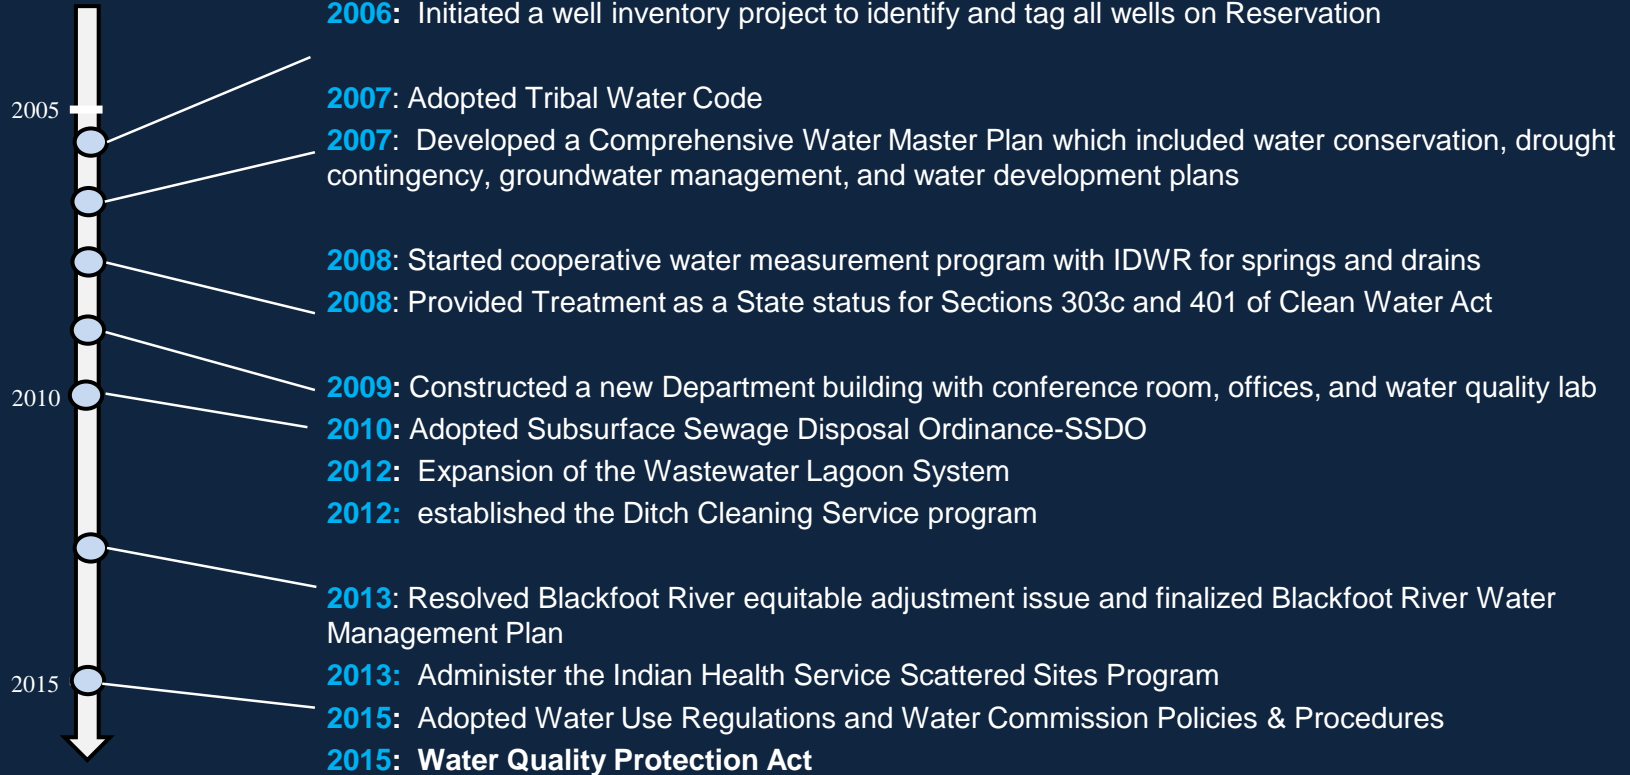 2006: Initiated a well inventory project to identify and tag all wells on Reservation
2005
2007: Adopted Tribal Water Code
2007: Developed a Comprehensive Water Master Plan which included water conservation, drought
contingency, groundwater management, and water development plans
2008: Started cooperative water measurement program with IDWR for springs and drains
2008: Provided Treatment as a State status for Sections 303c and 401 of Clean Water Act
2009: Constructed a new Department building with conference room, offices, and water quality lab
2010
2010: Adopted Subsurface Sewage Disposal Ordinance-SSDO
2012: Expansion of the Wastewater Lagoon System
2012: established the Ditch Cleaning Service program
2013: Resolved Blackfoot River equitable adjustment issue and finalized Blackfoot River Water
Management Plan
2013: Administer the Indian Health Service Scattered Sites Program
2015
2015: Adopted Water Use Regulations and Water Commission Policies & Procedures
2015: Water Quality Protection Act